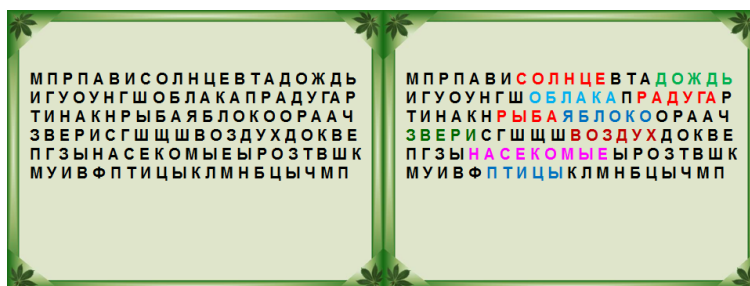 МПРПАВИСОЛНЦЕВТАДОЖДЬ
ИГУОУНГШОБЛАКАПРАДУГАР
ТИНАКНРЫБАЯБЛОКООРААЧ
ЗВЕРИСГШЩШВОЗДУХДОКВЕ
ПГЗЫНАСЕКОМЫЕЫРОЗТВШК
МУИВФПТИЦЫКЛМНБЦЫЧМП
МПРПАВИСОЛНЦЕВТАДОЖДЬ
ИГУОУНГШОБЛАКАПРАДУГАР
ТИНАКНРЫБАЯБЛОКООРААЧ
ЗВЕРИСГШЩШВОЗДУХДОКВЕ
ПГЗЫНАСЕКОМЫЕЫРОЗТВШК
МУИВФПТИЦЫКЛМНБЦЫЧМП